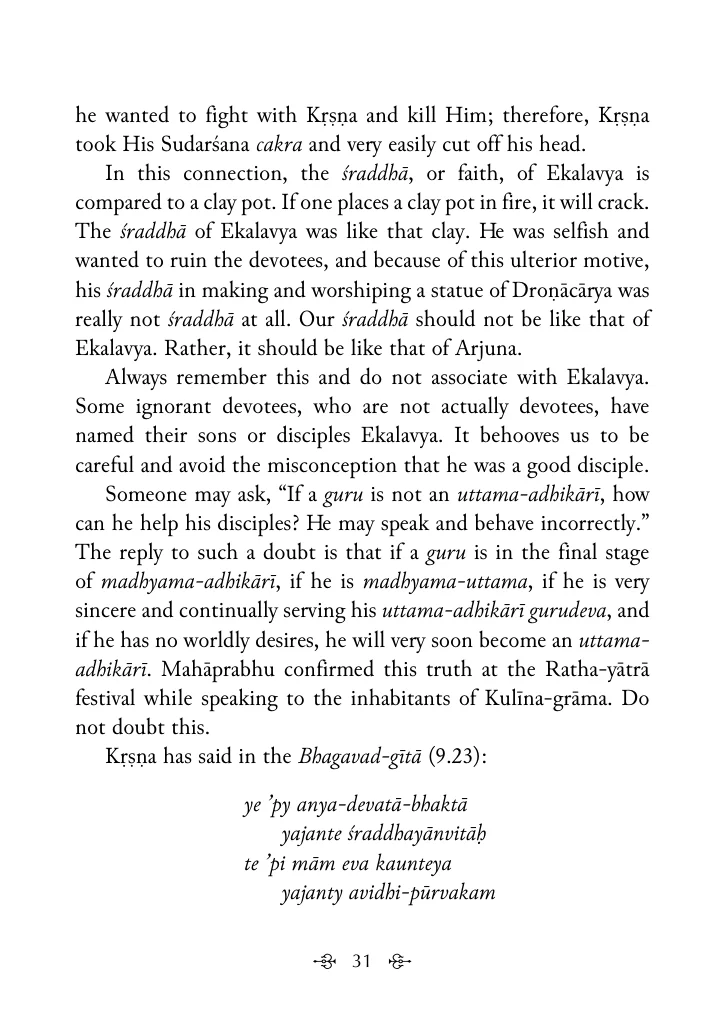 he wanted to fight with Kṛṣṇa and kill Him; therefore, Kṛṣṇa
took His Sudarśana cakra and very easily cut off his head.
In this connection, the śraddhā, or faith, of Ekalavya is
compared to a clay pot. If one places a clay pot in fire, it will crack.
The śraddhā of Ekalavya was like that clay. He was selfish and
wanted to ruin the devotees, and because of this ulterior motive,
his śraddhā in making and worshiping a statue of Droṇācārya was
really not śraddhā at all. Our śraddhā should not be like that of
Ekalavya. Rather, it should be like that of Arjuna.
Always remember this and do not associate with Ekalavya.
Some ignorant devotees, who are not actually devotees, have
named their sons or disciples Ekalavya. It behooves us to be
careful and avoid the misconception that he was a good disciple.
Someone may ask, “If a guru is not an uttama-adhikārī, how
can he help his disciples? He may speak and behave incorrectly.”
The reply to such a doubt is that if a guru is in the final stage
of madhyama-adhikārī, if he is madhyama-uttama, if he is very
sincere and continually serving his uttama-adhikārī gurudeva, and
if he has no worldly desires, he will very soon become an uttama-
adhikārī. Mahāprabhu confirmed this truth at the Ratha-yātrā
festival while speaking to the inhabitants of Kulīna-grāma. Do
not doubt this.
Kṛṣṇa has said in the Bhagavad-gītā (9.23):
ye ’py anya-devatā-bhaktā
yajante śraddhayānvitāḥ
te ’pi mām eva kaunteya
yajanty avidhi-pūrvakam
31